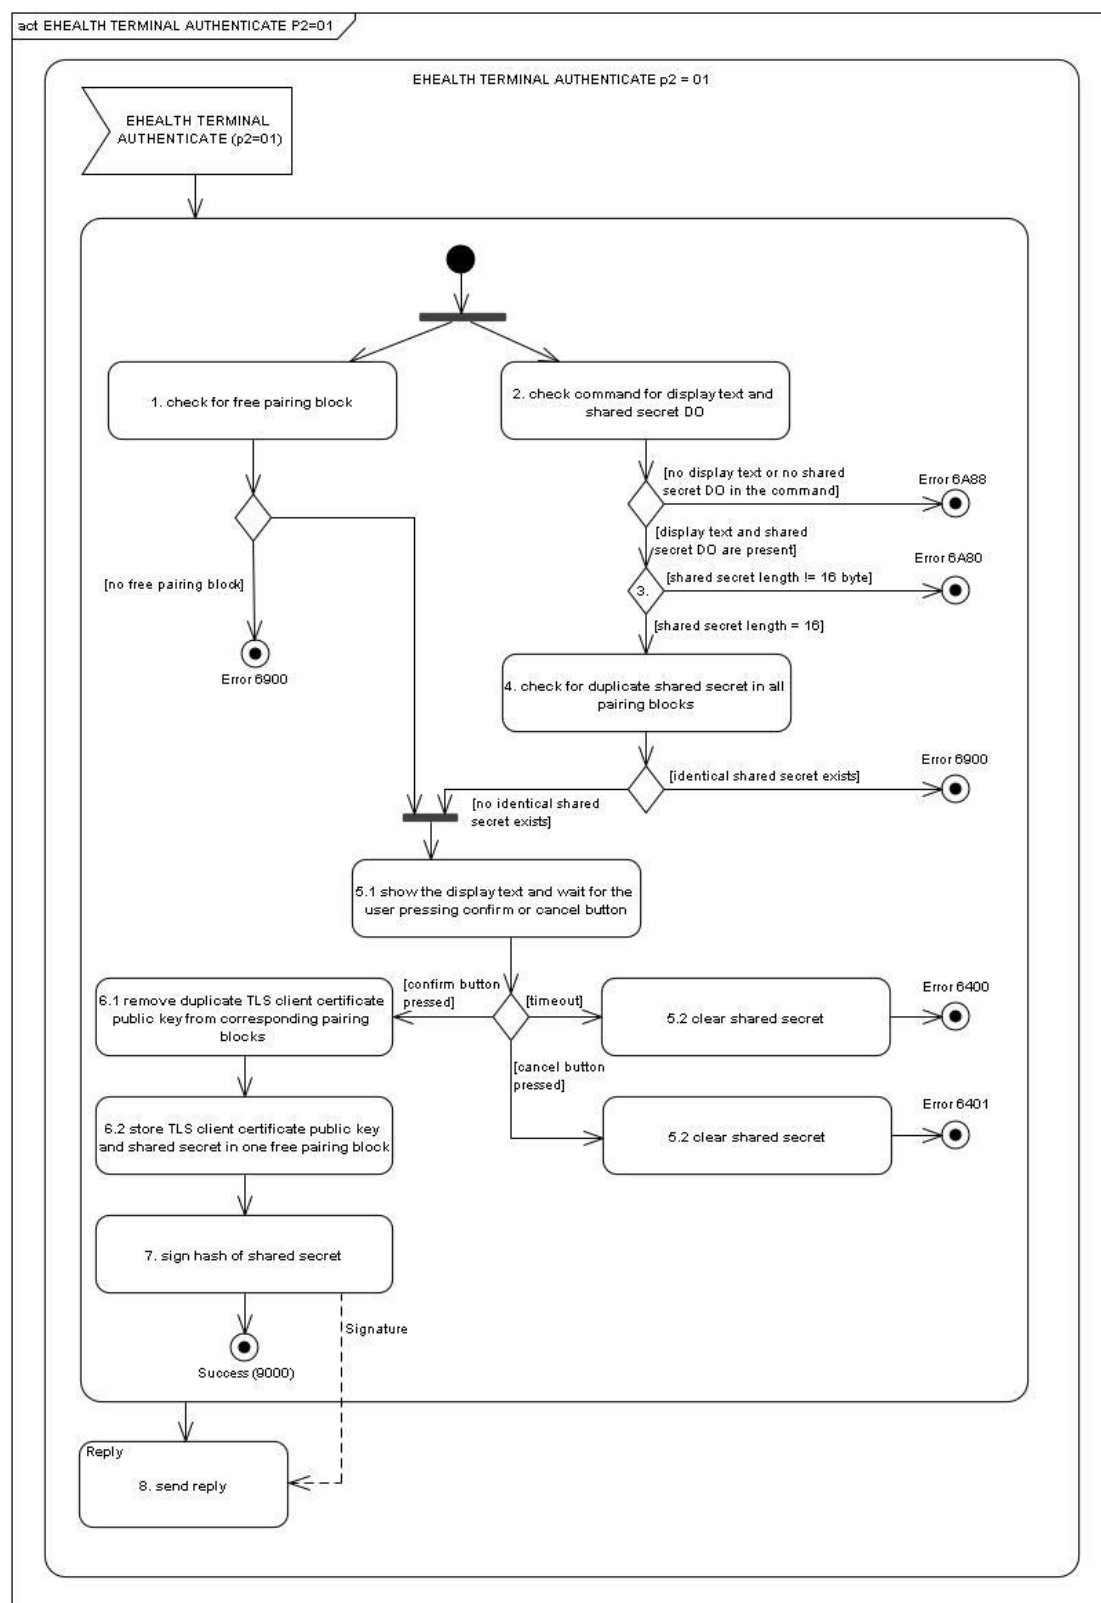 act EHEALTH TERMINAL AUTHENTICATE P2=01
EHEALTH TERMINAL AUTHENTICATE p2 = 01
EHEALTH TERMINAL
AUTHENTICATE (p2=01)
1. check for free pairing block
2. check command for display text and
shared secret DO
[no display text or no shared
secret DO in the command]
Error 6A88
[display text and shared
secret DO are present]
[no free pairing block]
Error 6900
3.
[shared secret length != 16 byte]
Error 6A80
[shared secret length = 16]
4. check for duplicate shared secret in all
pairing blocks
[identical shared secret exists]
Error 6900
[no identical shared
secret exists]
5.1 show the display text and wait for the
user pressing confirm or cancel button
[confirm button
pressed]
[timeout]
6.1 remove duplicate TLS client certificate
public key from corresponding pairing
blocks
5.2 clear shared secret
Error 6400
[cancel button
pressed]
6.2 store TLS client certificate public key
and shared secret in one free pairing block
5.2 clear shared secret
Error 6401
7. sign hash of shared secret
Signature
Success (9000)
Reply
8. send reply